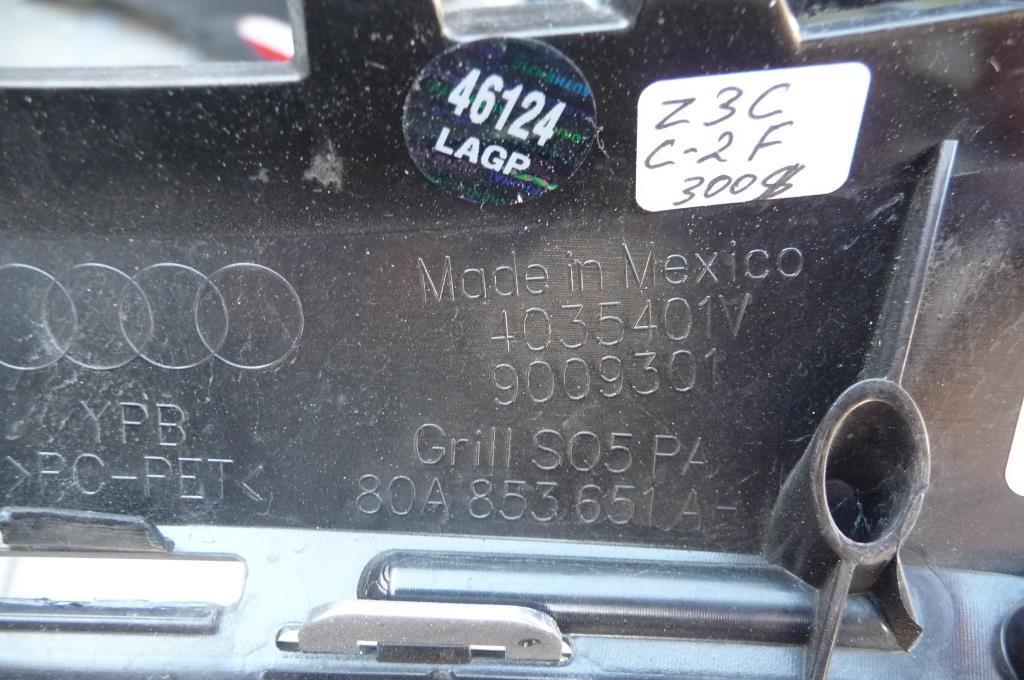 46124
LAGP
Z3C
C-2F
300$
Made in Mexico
4035401V
9009301
YPB
>PC-PET<
Grill SQ5 PA
80A 853 651 A-